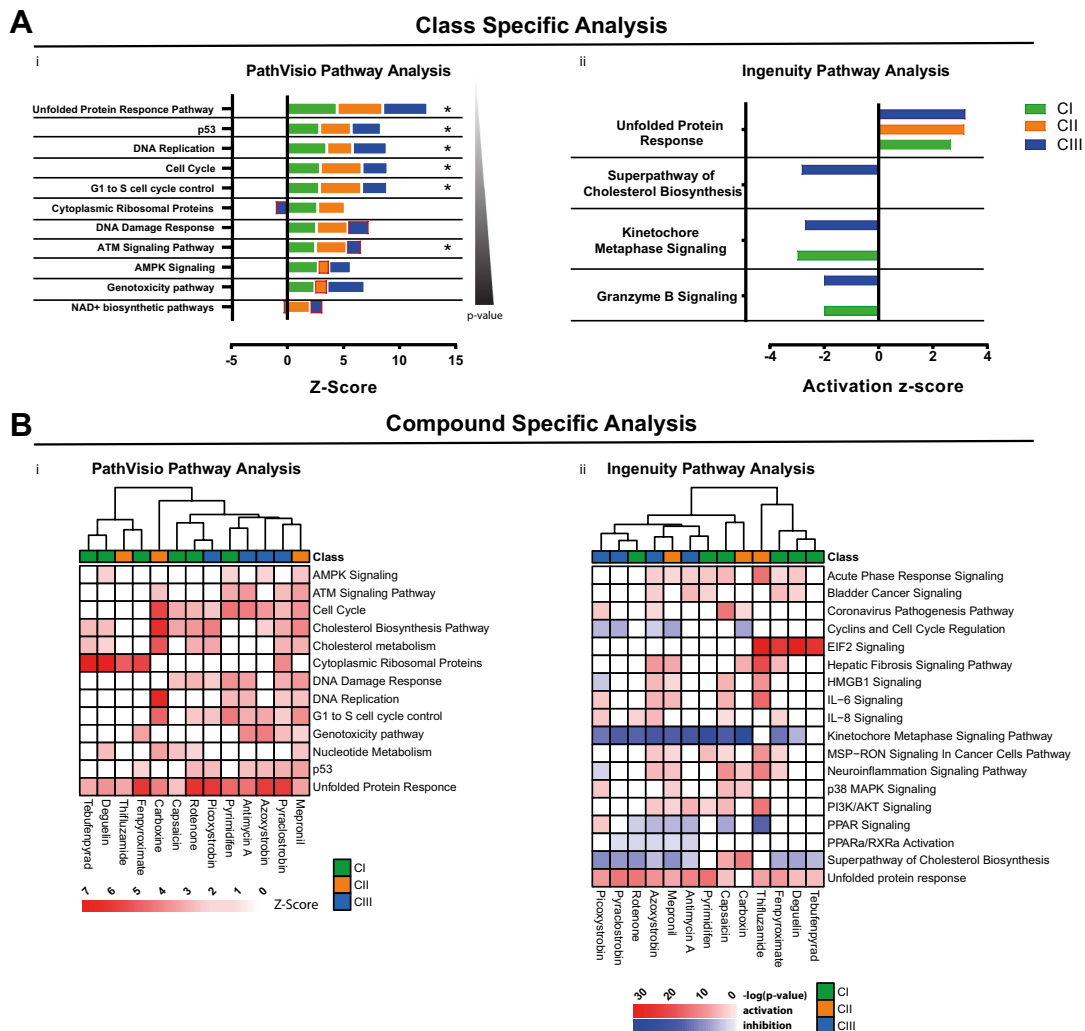 A
Class Specific Analysis
i
PathVisio Pathway Analysis
Unfolded Protein Responce Pathway
*
p53
*
DNA Replication
*
Cell Cycle
*
G1 to S cell cycle control
*
Cytoplasmic Ribosomal Proteins
DNA Damage Response
ATM Signaling Pathway
*
AMPK Signaling
Genotoxicity pathway
NAD+ biosynthetic pathways
p-value
-5 0 5 10 15
Z-Score
ii
Ingenuity Pathway Analysis
CI
CII
CIII
Unfolded Protein
Response
Superpathway of
Cholesterol Biosynthesis
Kinetochore
Metaphase Signaling
Granzyme B Signaling
-4 -2 0 2 4
Activation z-score
B
Compound Specific Analysis
i
PathVisio Pathway Analysis
Class
AMPK Signaling
ATM Signaling Pathway
Cell Cycle
Cholesterol Biosynthesis Pathway
Cholesterol metabolism
Cytoplasmic Ribosomal Proteins
DNA Damage Response
DNA Replication
G1 to S cell cycle control
Genotoxicity pathway
Nucleotide Metabolism
p53
Unfolded Protein Responce
Tebufenpyrad
Deguelin
Thifluzamide
Fenpyroximate
Carboxine
Capsaicin
Rotenone
Picoxystrobin
Pyrimidifen
Antimycin A
Azoxystrobin
Pyraclostrobin
Mepronil
7 6 5 4 3 2 1 0
Z-Score
CI
CII
CIII
ii
Ingenuity Pathway Analysis
Class
Acute Phase Response Signaling
Bladder Cancer Signaling
Coronavirus Pathogenesis Pathway
Cyclins and Cell Cycle Regulation
EIF2 Signaling
Hepatic Fibrosis Signaling Pathway
HMGB1 Signaling
IL−6 Signaling
IL−8 Signaling
Kinetochore Metaphase Signaling Pathway
MSP−RON Signaling In Cancer Cells Pathway
Neuroinflammation Signaling Pathway
p38 MAPK Signaling
PI3K/AKT Signaling
PPAR Signaling
PPARa/RXRa Activation
Superpathway of Cholesterol Biosynthesis
Unfolded protein response
Picoxystrobin
Pyraclostrobin
Rotenone
Azoxystrobin
Mepronil
Antimycin A
Pyrimidifen
Capsaicin
Carboxin
Thifluzamide
Fenpyroximate
Deguelin
Tebufenpyrad
30 20 10 0
-log(p-value)
activation
inhibition
CI
CII
CIII